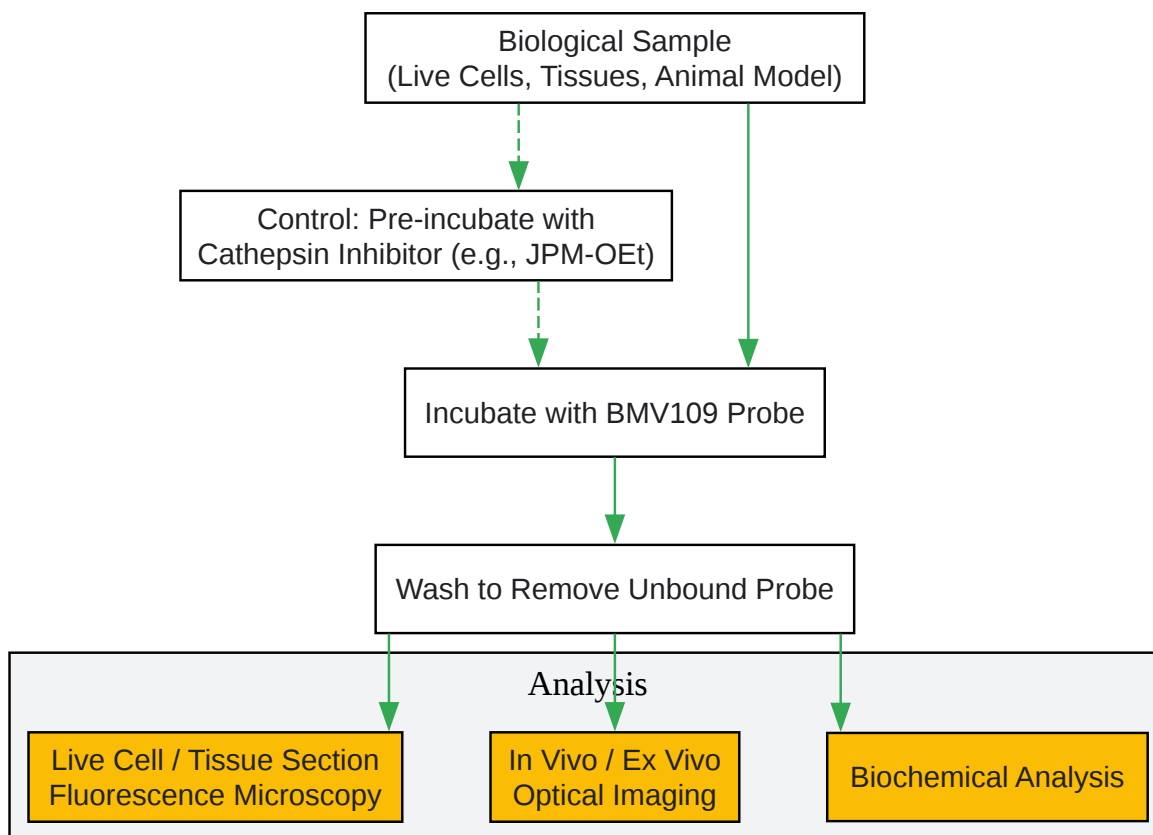 Biological Sample
(Live Cells, Tissues, Animal Model)
Control: Pre-incubate with
Cathepsin Inhibitor (e.g., JPM-OEt)
Incubate with BMV109 Probe
Wash to Remove Unbound Probe
Analysis
Live Cell / Tissue Section
Fluorescence Microscopy
In Vivo / Ex Vivo
Optical Imaging
Biochemical Analysis